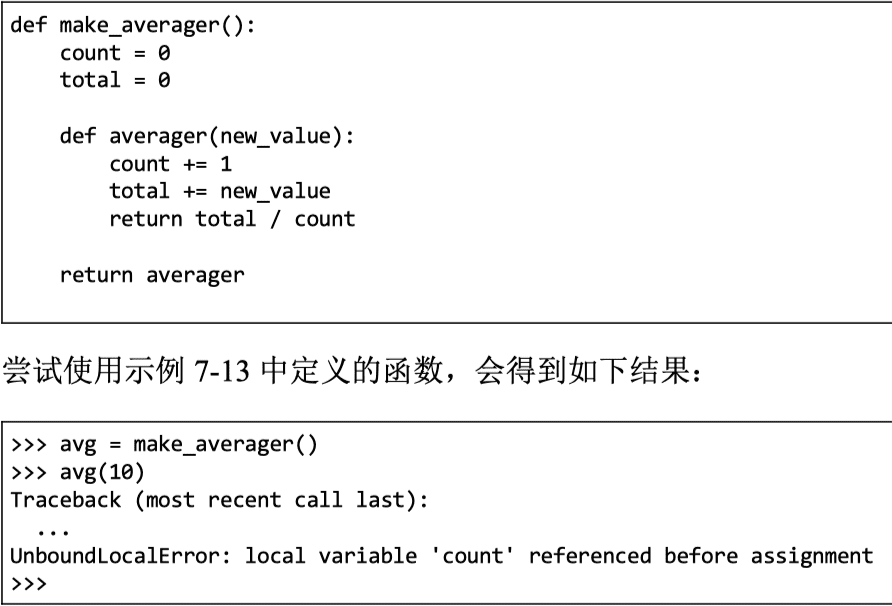 def make_averager():
    count = 0
    total = 0

    def averager(new_value):
        count += 1
        total += new_value
        return total / count

    return averager

尝试使用示例 7-13 中定义的函数，会得到如下结果：

>>> avg = make_averager()
>>> avg(10)
Traceback (most recent call last):
  ...
UnboundLocalError: local variable 'count' referenced before assignment
>>>